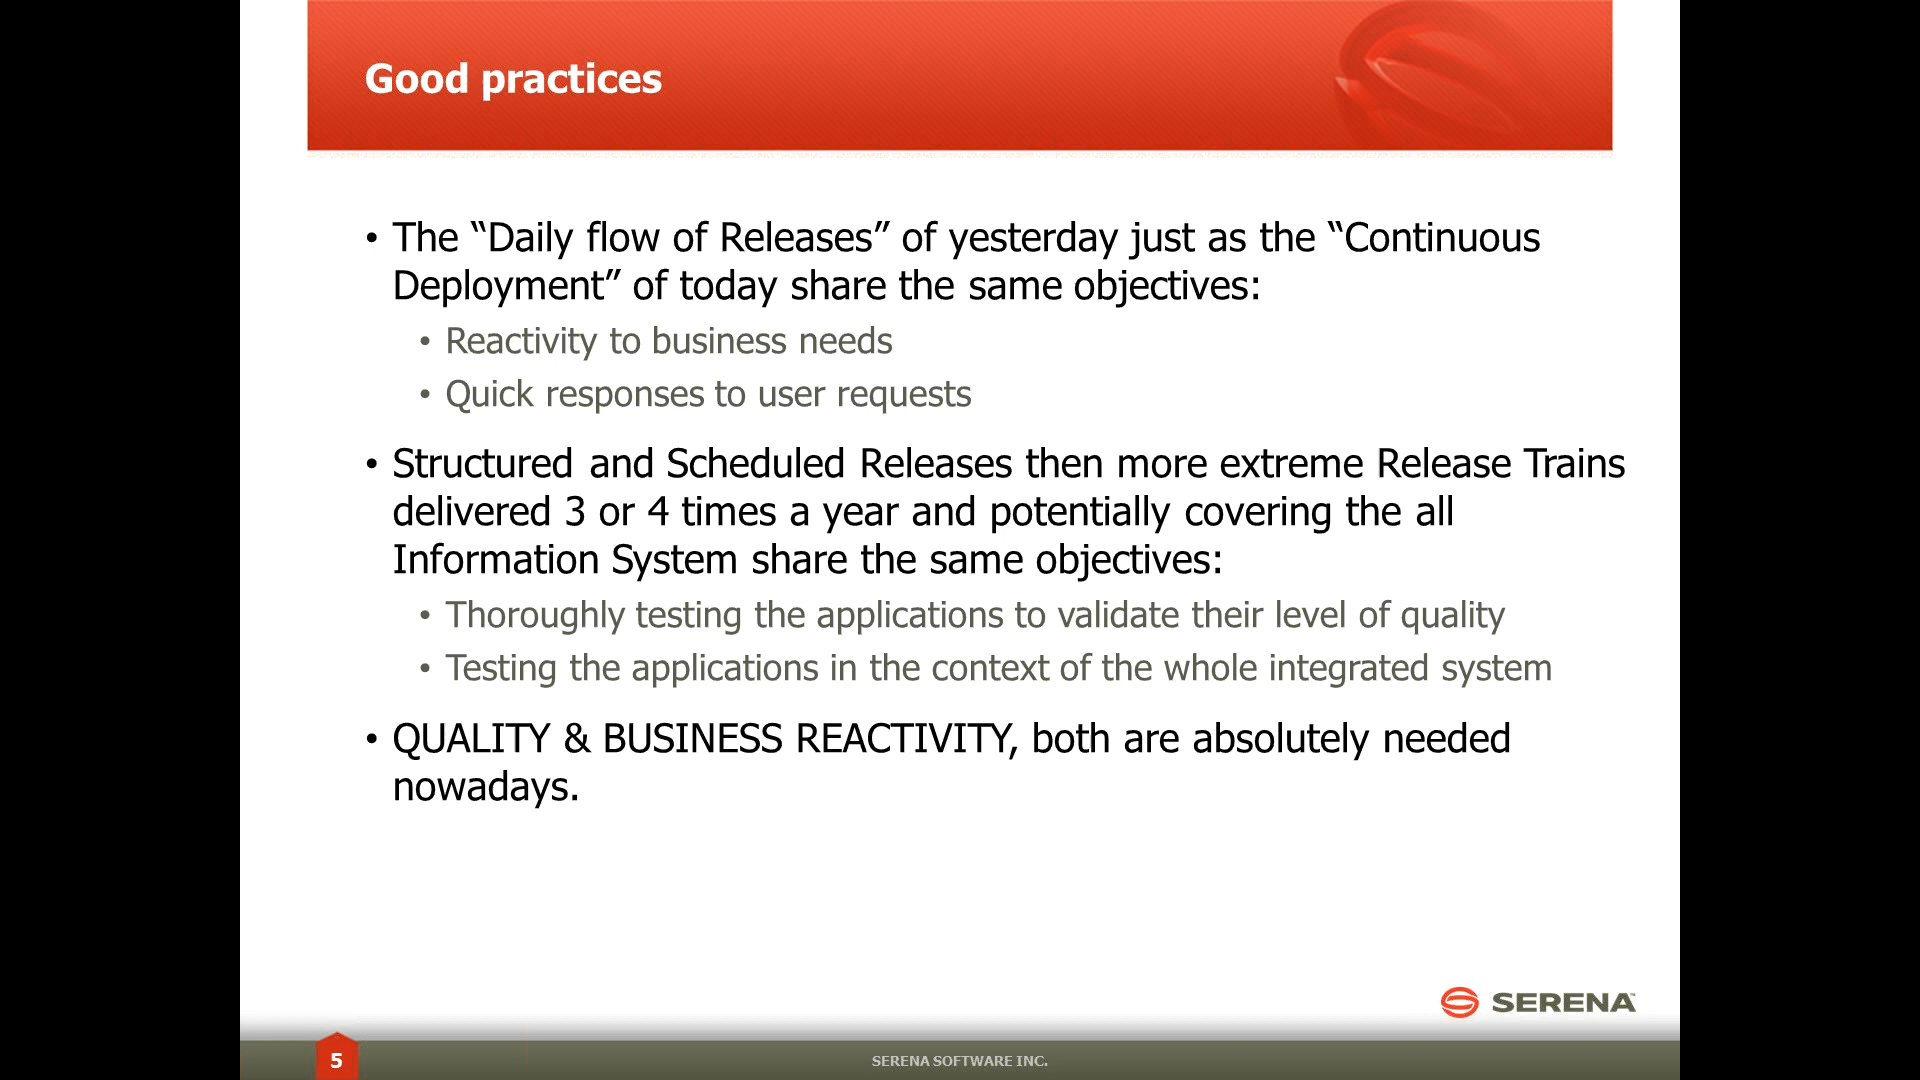 Good practices
• The “Daily flow of Releases” of yesterday just as the “Continuous
Deployment” of today share the same objectives:
• Reactivity to business needs
• Quick responses to user requests
• Structured and Scheduled Releases then more extreme Release Trains
delivered 3 or 4 times a year and potentially covering the all
Information System share the same objectives:
• Thoroughly testing the applications to validate their level of quality
• Testing the applications in the context of the whole integrated system
• QUALITY & BUSINESS REACTIVITY, both are absolutely needed
nowadays.
SERENA™
5
SERENA SOFTWARE INC.